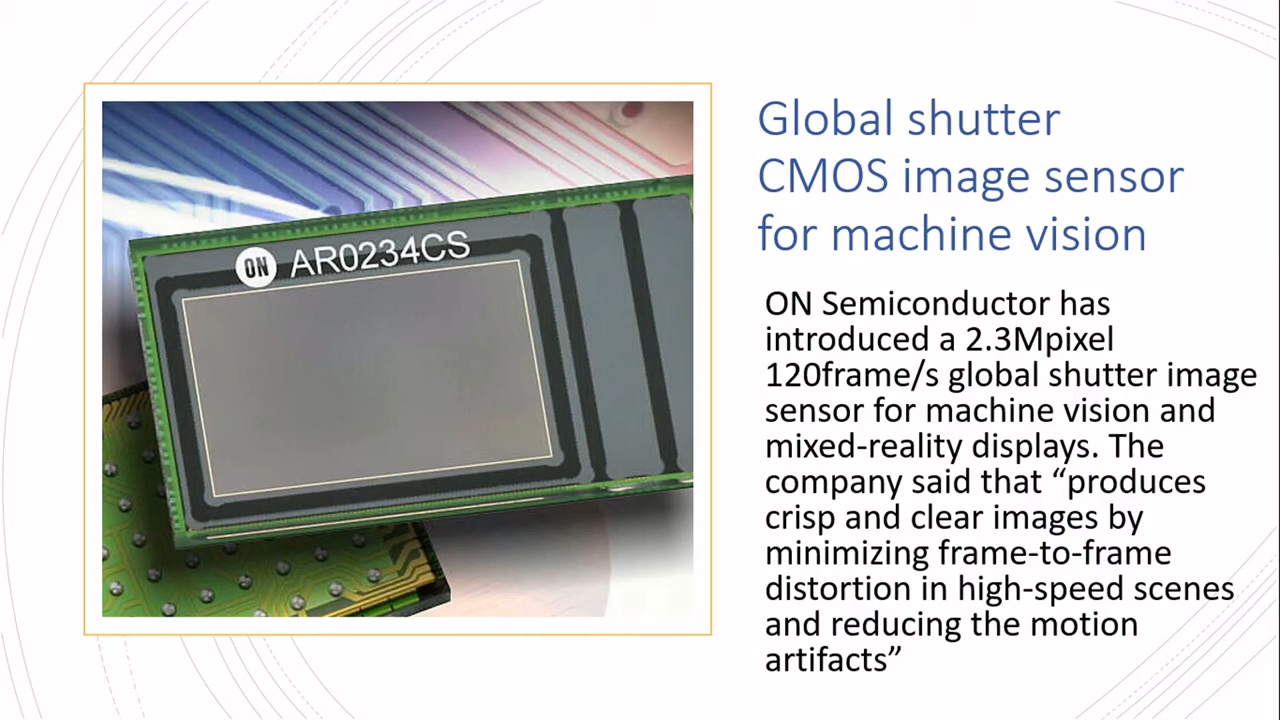 ON AR0234CS
Global shutter
CMOS image sensor
for machine vision
ON Semiconductor has
introduced a 2.3Mpixel
120frame/s global shutter image
sensor for machine vision and
mixed-reality displays. The
company said that “produces
crisp and clear images by
minimizing frame-to-frame
distortion in high-speed scenes
and reducing the motion
artifacts”